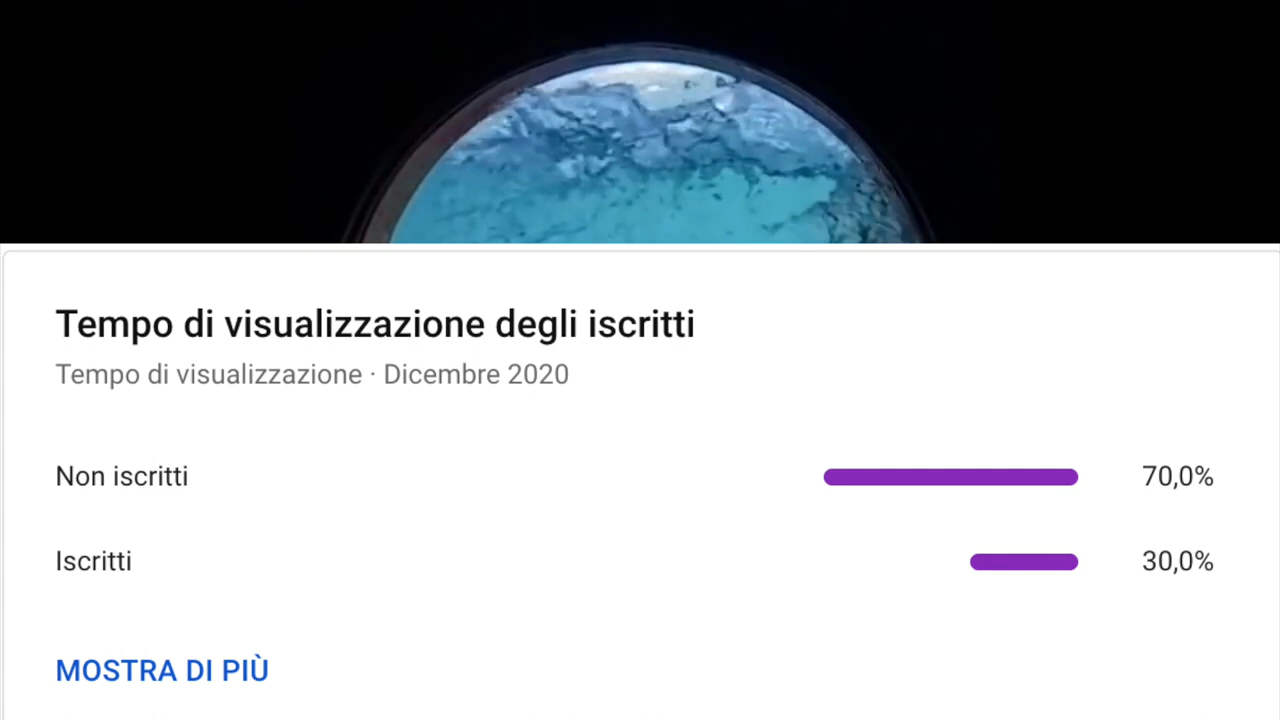 Tempo di visualizzazione degli iscritti
Tempo di visualizzazione · Dicembre 2020
Non iscritti 70,0%
Iscritti 30,0%
MOSTRA DI PIÙ